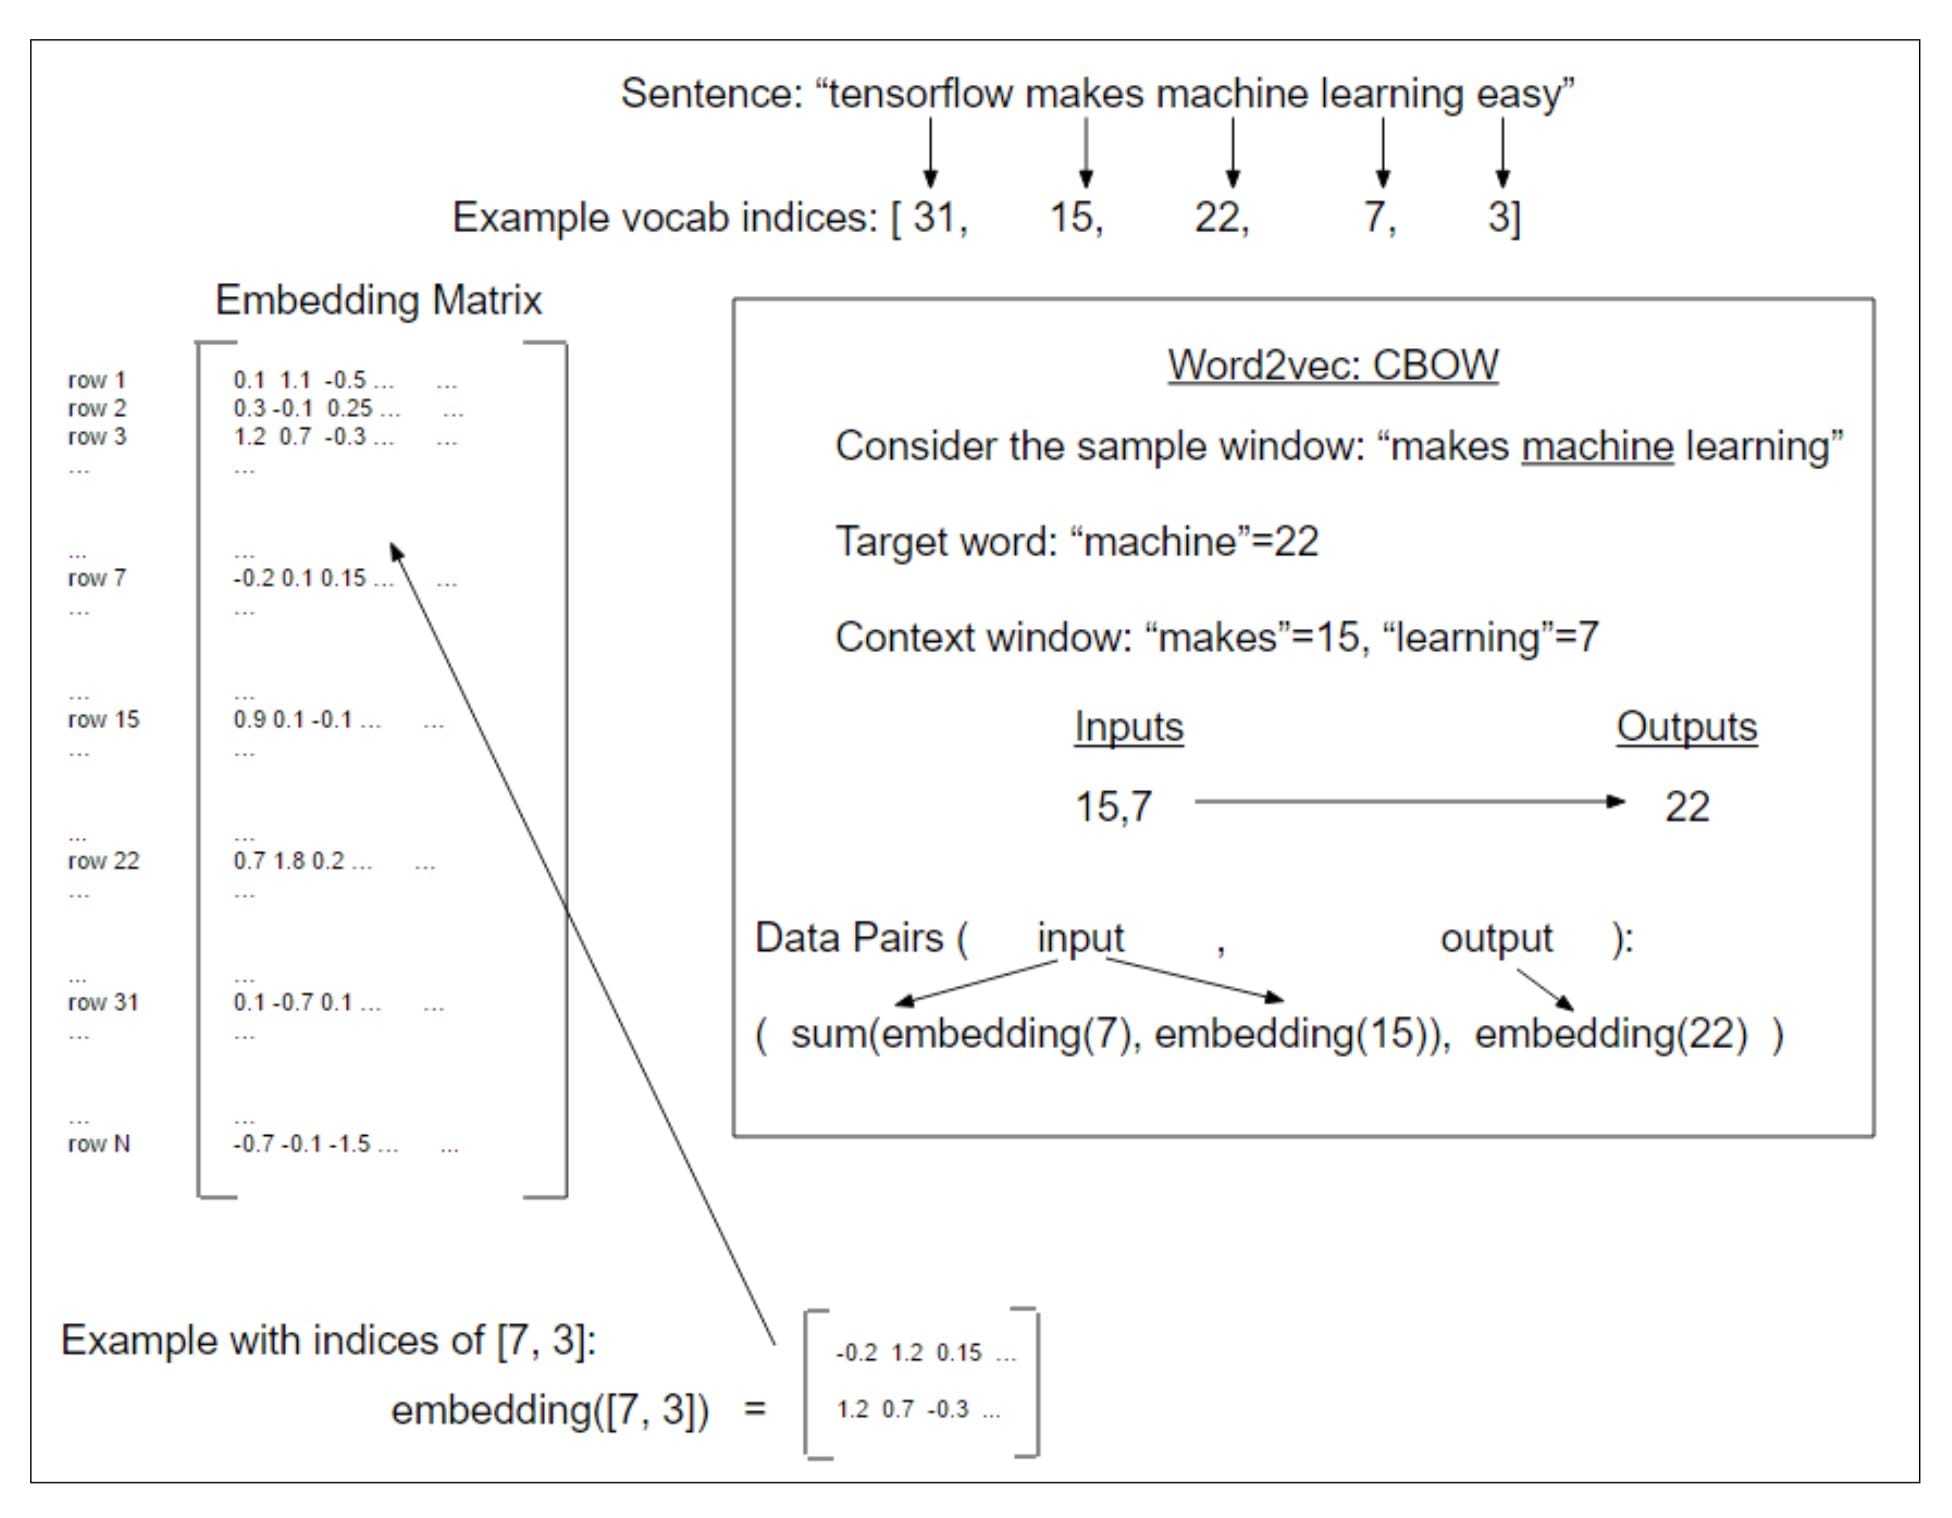 Sentence: “tensorflow makes machine learning easy”
Example vocab indices: [ 31, 15, 22, 7, 3]
Embedding Matrix
row 1 0.1 1.1 -0.5 ... ...
row 2 0.3 -0.1 0.25 ... ...
row 3 1.2 0.7 -0.3 ... ...
... ...
... ...
row 7 -0.2 0.1 0.15 ... ...
... ...
... ...
row 15 0.9 0.1 -0.1 ... ...
... ...
... ...
row 22 0.7 1.8 0.2 ... ...
... ...
... ...
row 31 0.1 -0.7 0.1 ... ...
... ...
... ...
row N -0.7 -0.1 -1.5 ... ...
Word2vec: CBOW
Consider the sample window: “makes machine learning”
Target word: “machine”=22
Context window: “makes”=15, “learning”=7
Inputs Outputs
15,7 22
Data Pairs ( input , output ):
( sum(embedding(7), embedding(15)), embedding(22) )
Example with indices of [7, 3]:
embedding([7, 3]) =
-0.2 1.2 0.15 ...
1.2 0.7 -0.3 ...